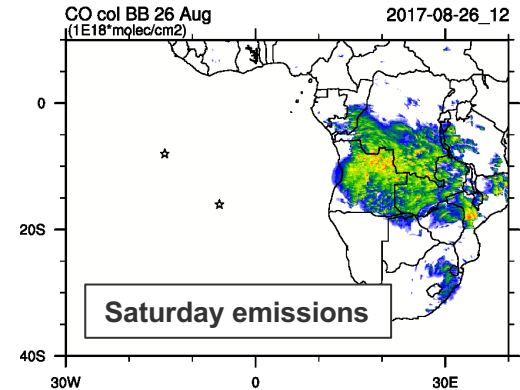 CO col BB 26 Aug
2017-08-26_12
(1E18*molec/cm2)
0
20S
Saturday emissions
40S
30W
0
30E